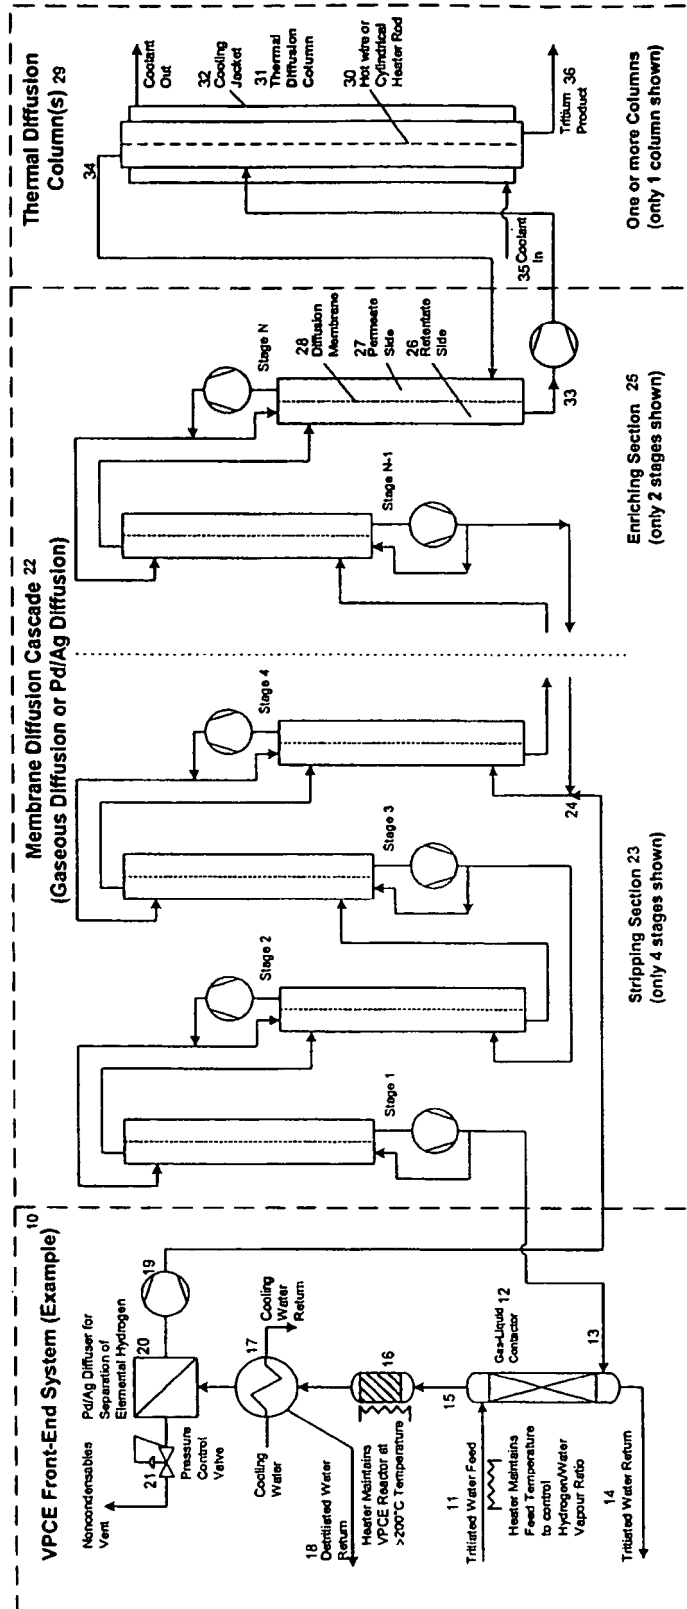 VPCE Front-End System (Example) 10
Noncondensables
Vent
21
Pressure
Control
Valve
Pd/Ag Diffuser for
Separation of
Elemental Hydrogen
20
19
Cooling
Water
17
Cooling
Water
Return
18
Detritiated Water
Return
Heater Maintains
VPCE Reactor at
>200°C Temperature
16
15
11
Tritiated Water Feed
Heater Maintains
Feed Temperature
to control
Hydrogen/Water
Vapour Ratio
Gas-Liquid
Contactor 12
13
14
Tritiated Water Return
Membrane Diffusion Cascade 22
(Gaseous Diffusion or Pd/Ag Diffusion)
Stage 1
Stage 2
Stage 3
Stage 4
24
Stripping Section 23
(only 4 stages shown)
Stage N-1
Stage N
28
Diffusion
Membrane
27
Permeate
Side
26
Retentate
Side
33
Enriching Section 25
(only 2 stages shown)
Thermal Diffusion
Column(s) 29
34
Coolant
Out
32
Cooling
Jacket
31
Thermal
Diffusion
Column
30
Hot wire or
Cylindrical
Heater Rod
35 Coolant
In
36
Tritium
Product
One or more Columns
(only 1 column shown)